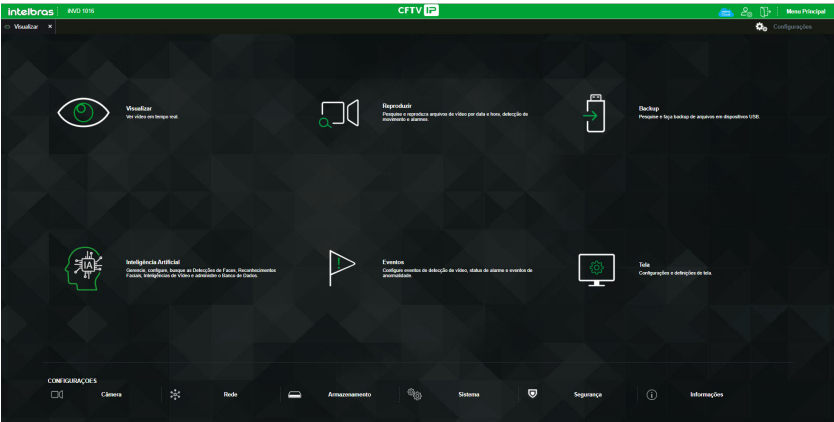 intelbras iNVD 1016
CFTV IP
Menu Principal
Visualizar ×
Configurações
Visualizar
Ver vídeo em tempo real.
Reproduzir
Pesquise e reproduza arquivos de vídeo por data e hora, detecção de
movimento e alarmes.
Backup
Pesquise e faça backup de arquivos em dispositivos USB.
IA
Inteligência Artificial
Gerencie, configure, busque as Detecções de Faces, Reconhecimentos
Faciais, Inteligências de Vídeo e administre o Banco de Dados.
Eventos
Configure eventos de detecção de vídeo, status de alarme e eventos de
anormalidade.
Tela
Configurações e definições de tela.
CONFIGURAÇÕES
Câmera Rede Armazenamento Sistema Segurança Informações